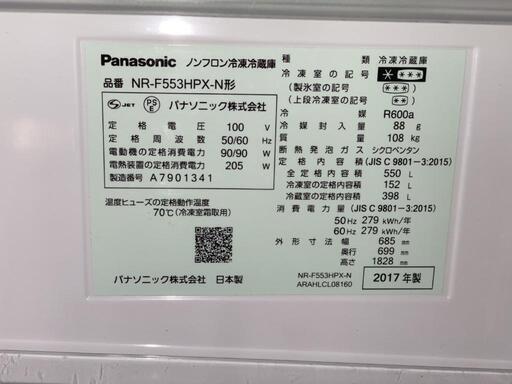 Panasonic ノンフロン冷凍冷蔵庫
品番 NR-F553HPX-N形
JET PSE パナソニック株式会社
定格電圧 100 V
定格周波数 50/60 Hz
電動機の定格消費電力 90/90 W
電熱装置の定格消費電力 205 W
製造番号 A7901341
温度ヒューズの定格動作温度
70℃(冷凍室霜取用)
パナソニック株式会社 日本製
種類 冷凍冷蔵庫
冷凍室の記号 ****
(製氷室の記号 ***)
(上段冷凍室の記号 **)
冷媒 R600a
冷媒封入量 88 g
質量 108 kg
断熱発泡ガス シクロペンタン
定格内容積 (JIS C 9801-3:2015)
全定格内容積 550 L
冷凍室の定格内容積 152 L
冷蔵室の定格内容積 398 L
消費電力量 (JIS C 9801-3:2015)
50Hz 279 kWh/年
60Hz 279 kWh/年
外形寸法 幅 685 mm
奥行 699 mm
高さ 1828 mm
NR-F553HPX-N
ARAHLCL08160
2017年製